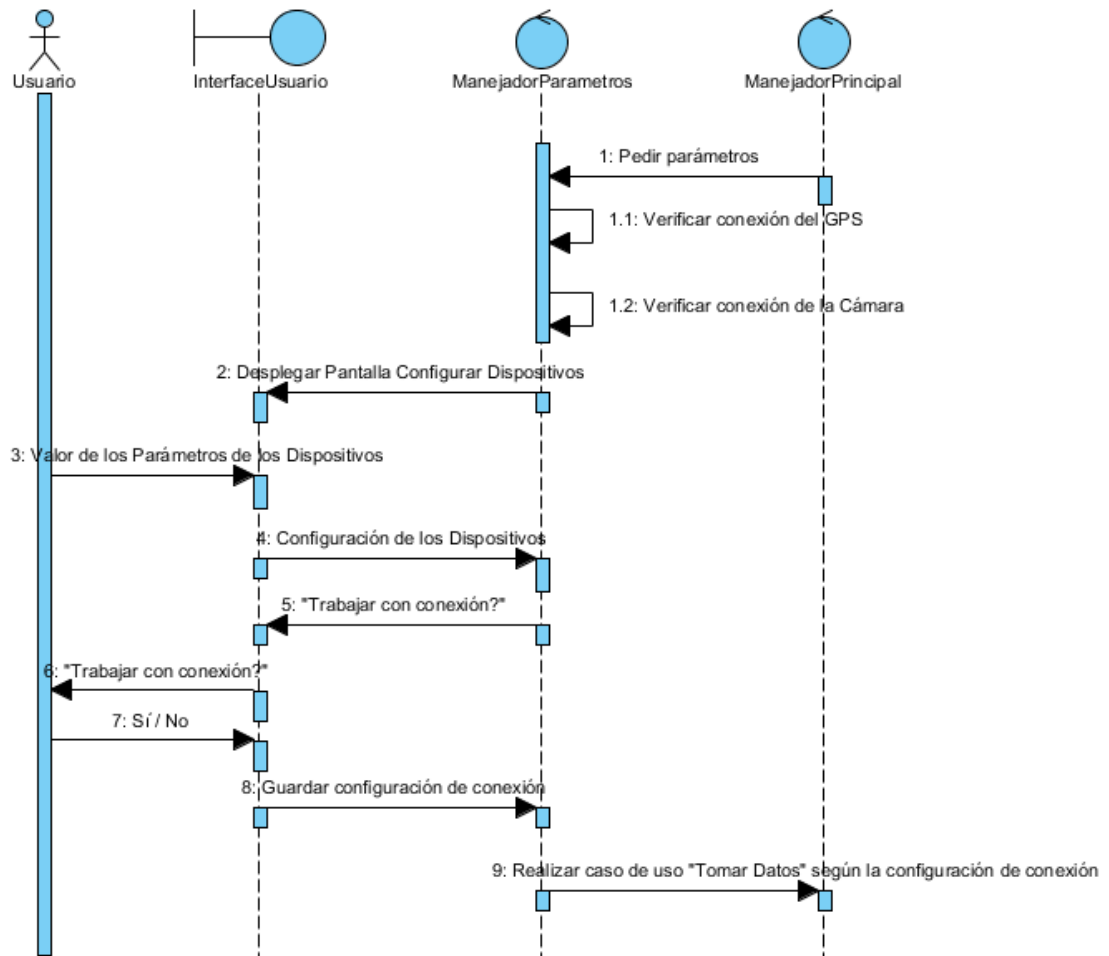 Usuario
InterfaceUsuario
ManejadorParametros
ManejadorPrincipal
1: Pedir parámetros
1.1: Verificar conexión del GPS
1.2: Verificar conexión de la Cámara
2: Desplegar Pantalla Configurar Dispositivos
3: Valor de los Parámetros de los Dispositivos
4: Configuración de los Dispositivos
5: "Trabajar con conexión?"
6: "Trabajar con conexión?"
7: Sí / No
8: Guardar configuración de conexión
9: Realizar caso de uso "Tomar Datos" según la configuración de conexión